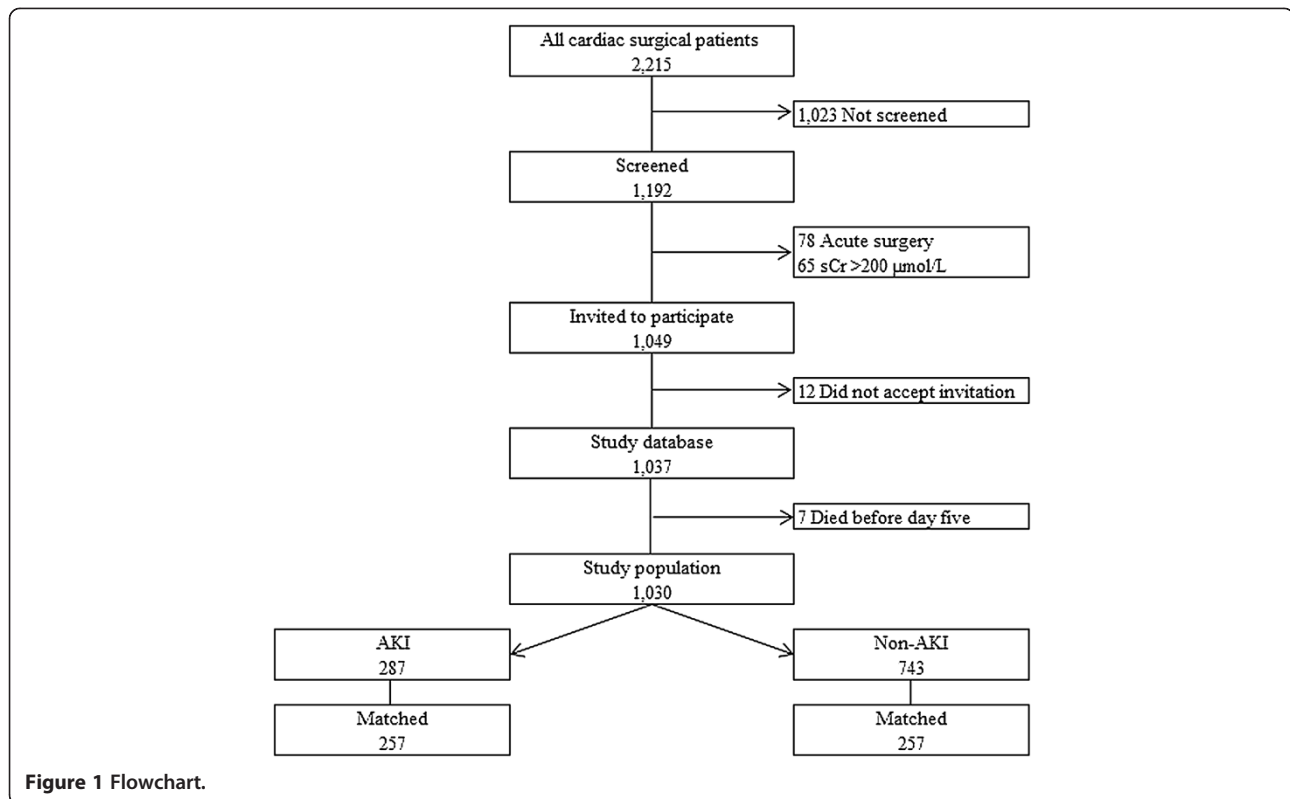 All cardiac surgical patients
2,215
1,023 Not screened
Screened
1,192
78 Acute surgery
65 sCr >200 µmol/L
Invited to participate
1,049
12 Did not accept invitation
Study database
1,037
7 Died before day five
Study population
1,030
AKI
287
Non-AKI
743
Matched
257
Matched
257
Figure 1 Flowchart.